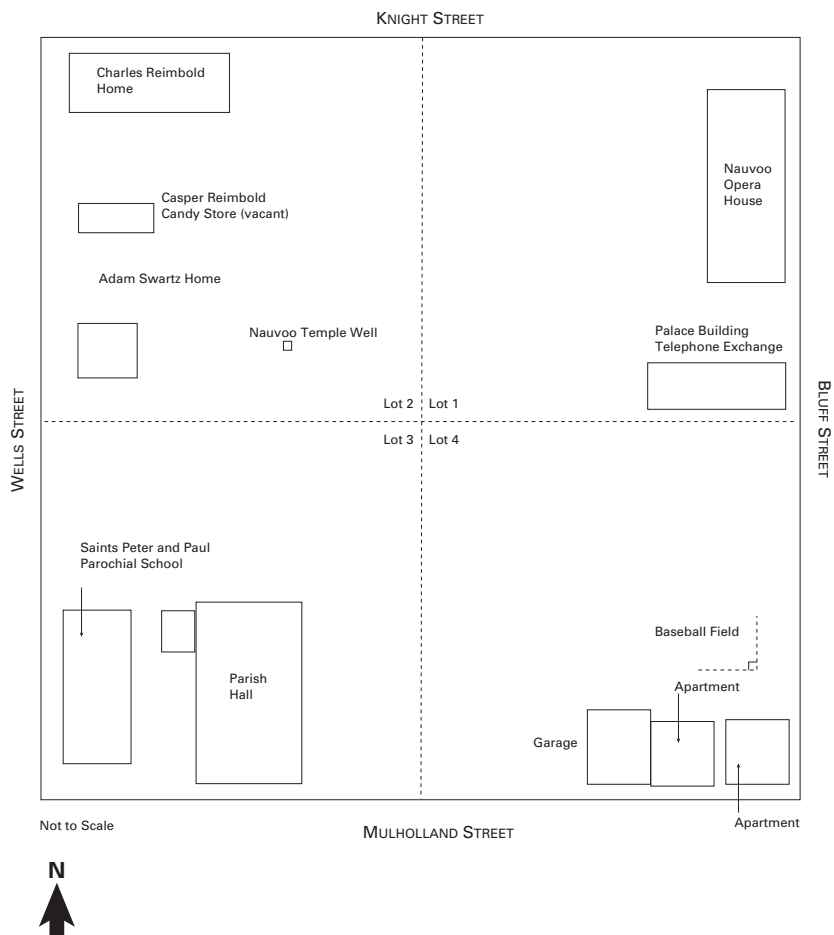 KNIGHT STREET
Charles Reimbold
Home
Nauvoo
Opera
House
Casper Reimbold
Candy Store (vacant)
Adam Swartz Home
Nauvoo Temple Well
Palace Building
Telephone Exchange
WELLS STREET
BLUFF STREET
Lot 2
Lot 1
Lot 3
Lot 4
Saints Peter and Paul
Parochial School
Parish
Hall
Baseball Field
Apartment
Garage
Apartment
Not to Scale
MULHOLLAND STREET
N